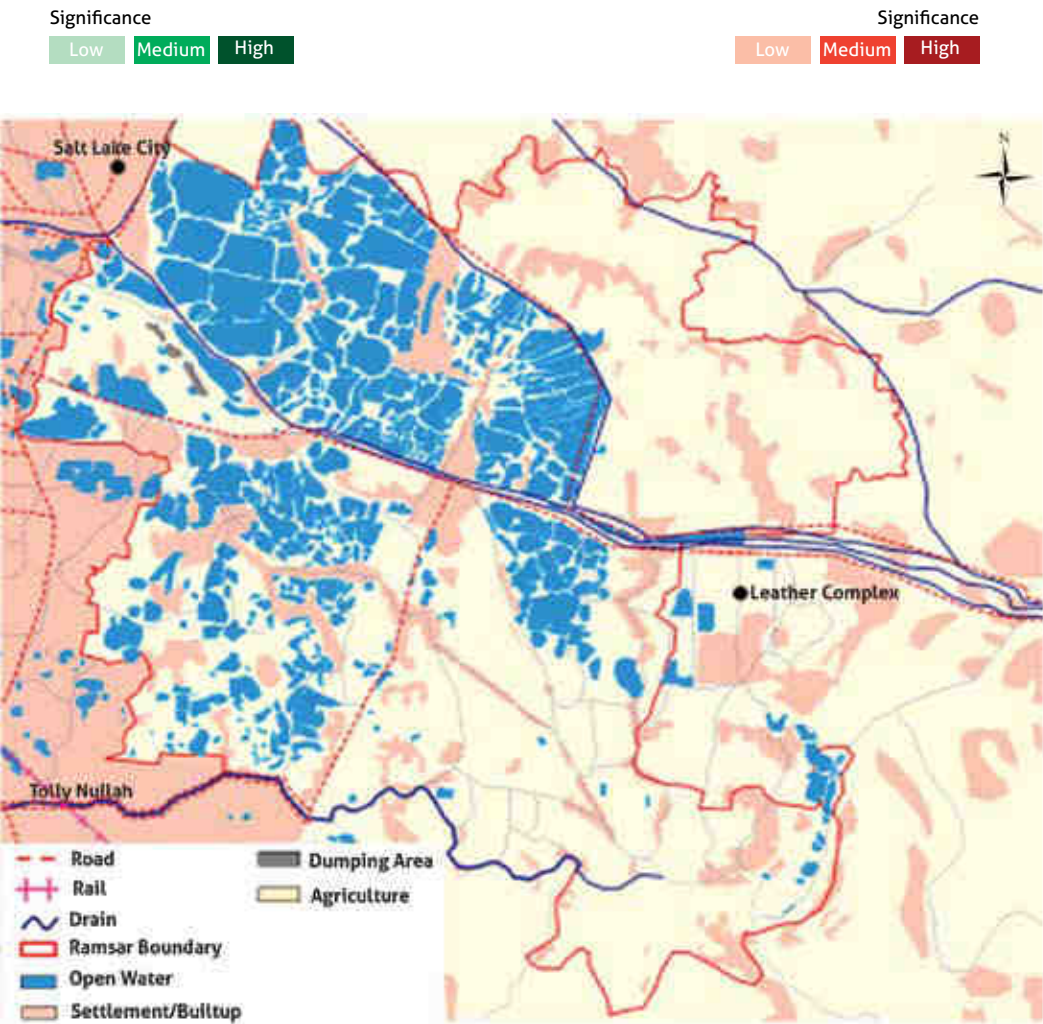 Significance
Low Medium High
Significance
Low Medium High
Salt Lake City
N
Leather Complex
Tolly Nullah
Road
Rail
Drain
Ramsar Boundary
Open Water
Settlement/Builtup
Dumping Area
Agriculture